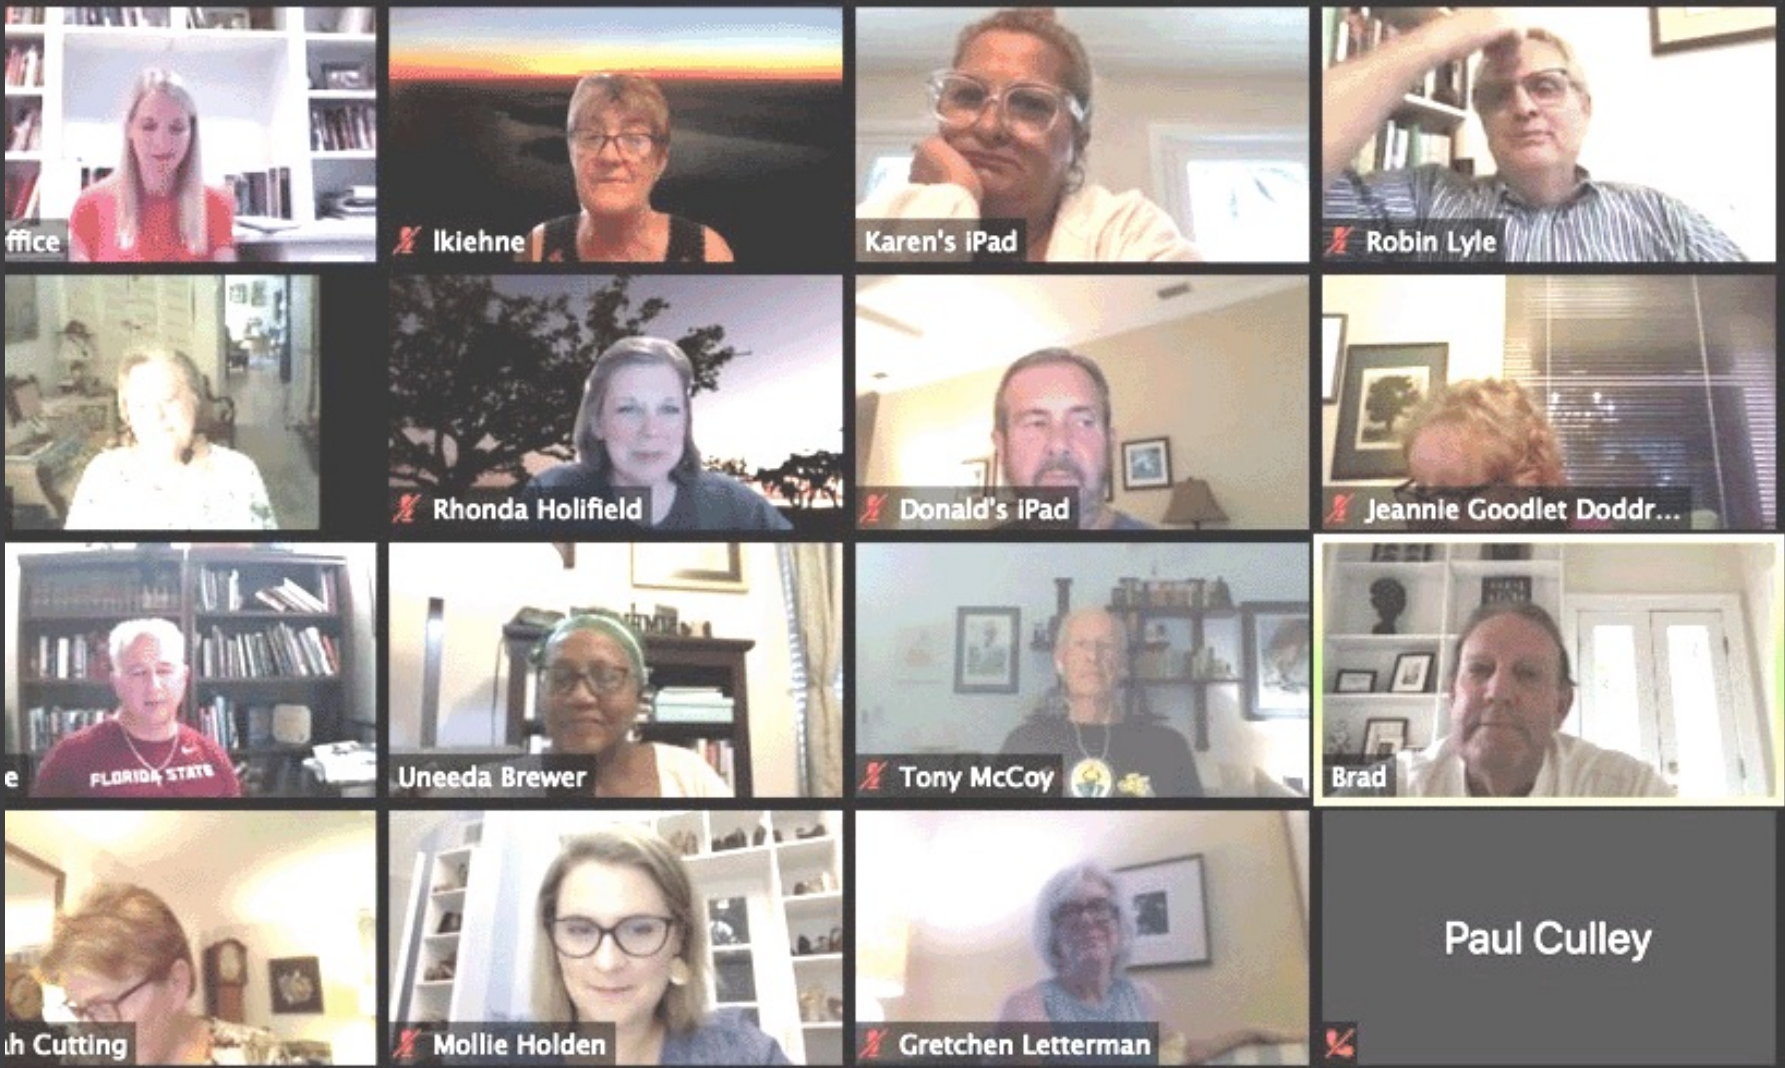 ffice
lkiehne
Karen's iPad
Robin Lyle
Rhonda Holifield
Donald's iPad
Jeannie Goodlet Doddr...
FLORIDA STATE
e
Uneeda Brewer
Tony McCoy
Brad
Paul Culley
h Cutting
Mollie Holden
Gretchen Letterman